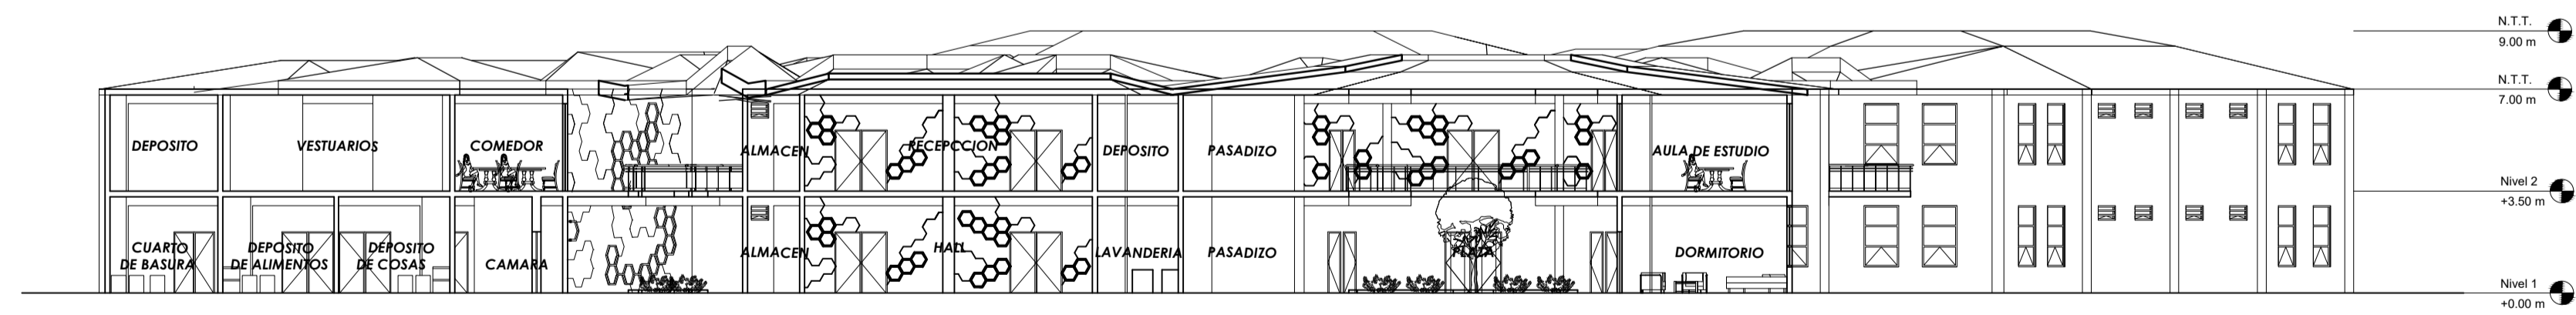 N.T.T.
9.00 m
N.T.T.
7.00 m
DEPOSITO
VESTUARIOS
COMEDOR
ALMACEN
RECEPCCION
DEPOSITO
PASADIZO
AULA DE ESTUDIO
Nivel 2
+3.50 m
CUARTO
DE BASURA
DEPOSITO
DE ALIMENTOS
DEPOSITO
DE COSAS
CAMARA
ALMACEN
HALL
LAVANDERIA
PASADIZO
PLAZA
DORMITORIO
Nivel 1
+0.00 m